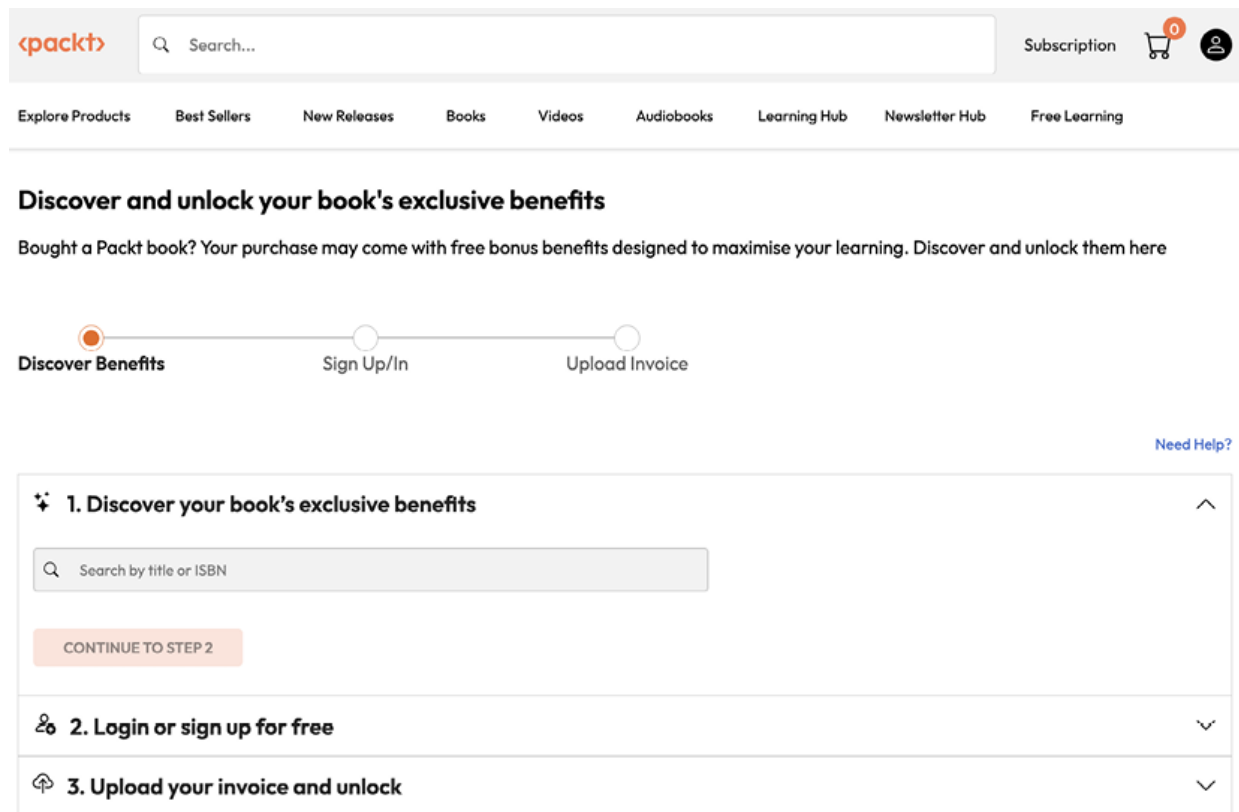 <packt>
Search...
Subscription
0
Explore Products
Best Sellers
New Releases
Books
Videos
Audiobooks
Learning Hub
Newsletter Hub
Free Learning
Discover and unlock your book's exclusive benefits
Bought a Packt book? Your purchase may come with free bonus benefits designed to maximise your learning. Discover and unlock them here
Discover Benefits
Sign Up/In
Upload Invoice
Need Help?
1. Discover your book’s exclusive benefits
Search by title or ISBN
CONTINUE TO STEP 2
2. Login or sign up for free
3. Upload your invoice and unlock